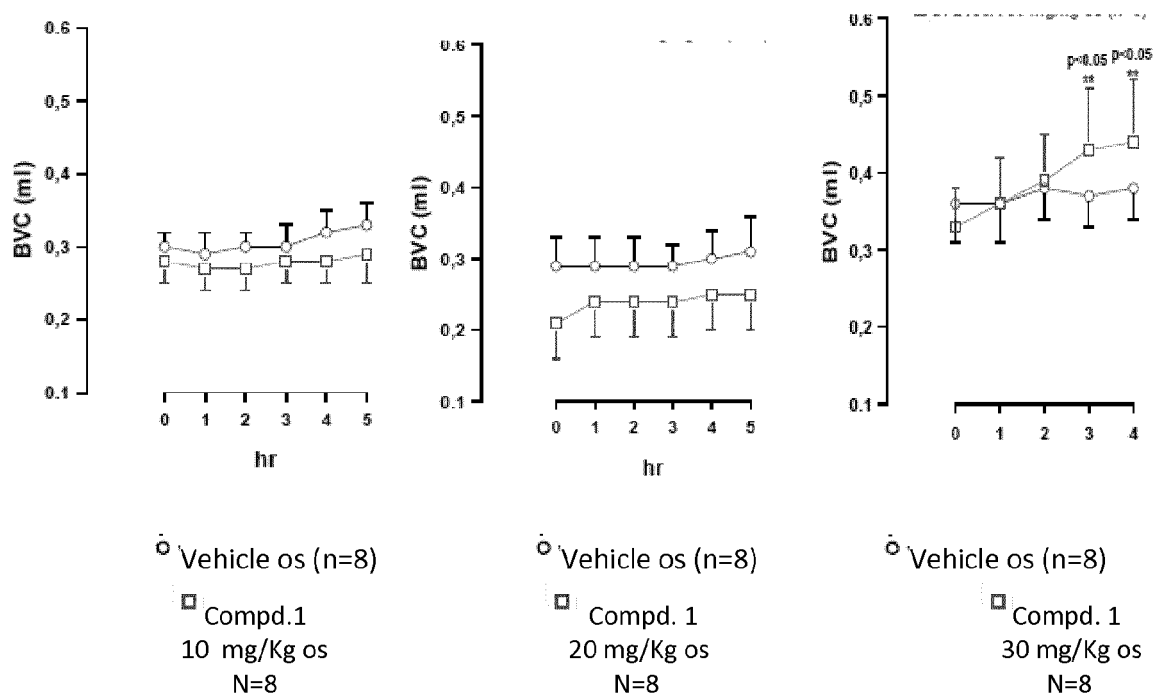 0.6
0,5
0,4
0,3
0,2
0.1
BVC (ml)
0 1 2 3 4 5
hr
Vehicle os (n=8)
Compd.1
10 mg/Kg os
N=8
0.6
0,5
0,4
0,3
0,2
0.1
BVC (ml)
0 1 2 3 4 5
hr
Vehicle os (n=8)
Compd. 1
20 mg/Kg os
N=8
p<0.05 p<0.05
** **
0.6
0,5
0,4
0,3
0,2
0.1
BVC (ml)
0 1 2 3 4
Vehicle os (n=8)
Compd. 1
30 mg/Kg os
N=8